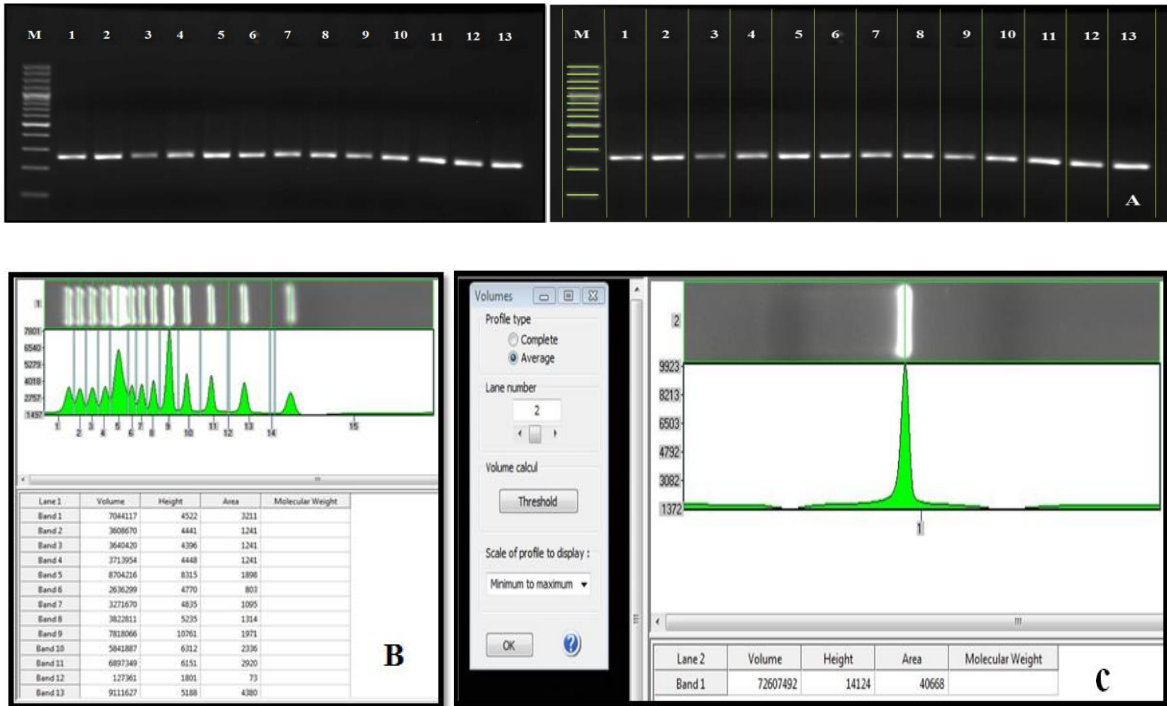 M 1 2 3 4 5 6 7 8 9 10 11 12 13
M 1 2 3 4 5 6 7 8 9 10 11 12 13
A
1
7801
6540
5279
4018
2757
1497
1 2 3 4 5 6 7 8 9 10 11 12 14 15
Lane 1 Volume Height Area Molecular Weight
Band 1 7044117 4522 3211
Band 2 3608670 4441 1241
Band 3 3640420 4396 1241
Band 4 3713954 4448 1241
Band 5 8704216 8315 1898
Band 6 2636299 4770 803
Band 7 3271670 4835 1095
Band 8 3822811 5235 1314
Band 9 7818066 10761 1971
Band 10 5841887 6312 2336
Band 11 6897349 6151 2920
Band 12 127361 1801 73
Band 13 9111627 5188 4380
B
Volumes
Profile type
Complete
Average
Lane number
2
Volume calcul
Threshold
Scale of profile to display :
Minimum to maximum
OK
?
2
9923
8213
6503
4792
3082
1372
1
Lane 2 Volume Height Area Molecular Weight
Band 1 72607492 14124 40668
C